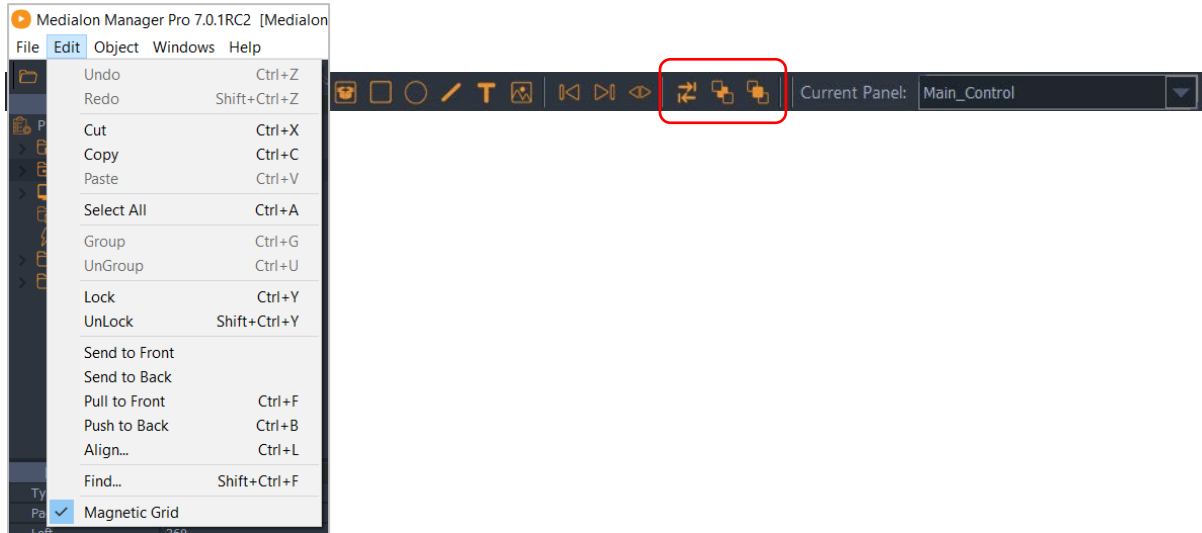 Medialon Manager Pro 7.0.1RC2 [Medialon
File Edit Object Windows Help
Undo Ctrl+Z
Redo Shift+Ctrl+Z
Cut Ctrl+X
Copy Ctrl+C
Paste Ctrl+V
Select All Ctrl+A
Group Ctrl+G
UnGroup Ctrl+U
Lock Ctrl+Y
UnLock Shift+Ctrl+Y
Send to Front
Send to Back
Pull to Front Ctrl+F
Push to Back Ctrl+B
Align... Ctrl+L
Find... Shift+Ctrl+F
Magnetic Grid
T
Current Panel: Main_Control
P
Ty
Pa